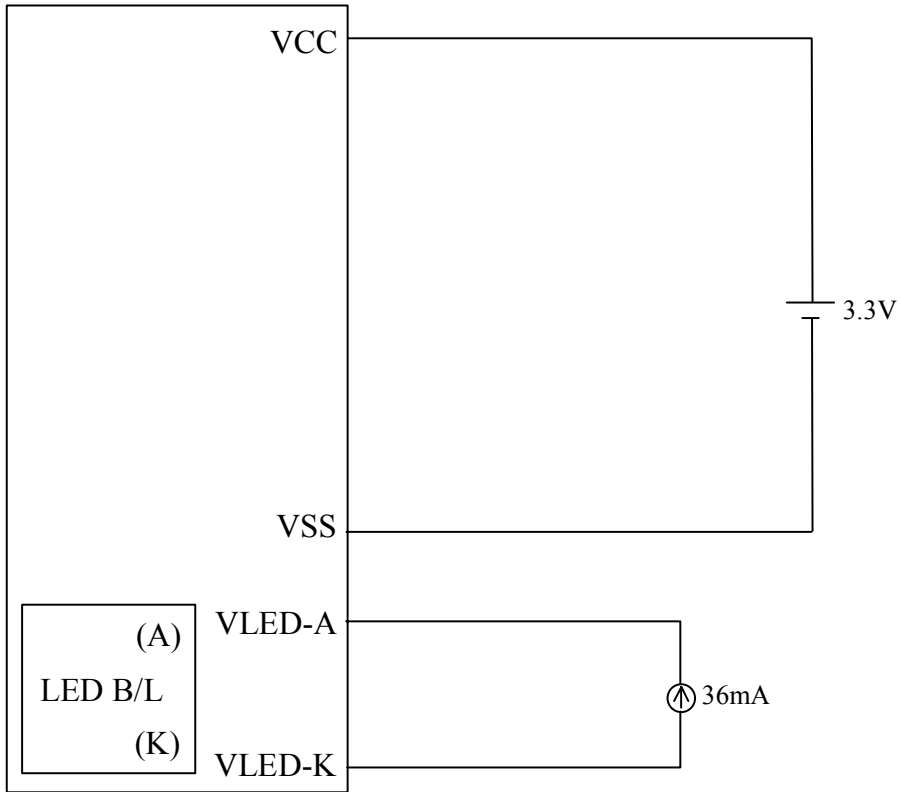 VCC
3.3V
VSS
VLED-A
(A)
LED B/L
36mA
(K)
VLED-K